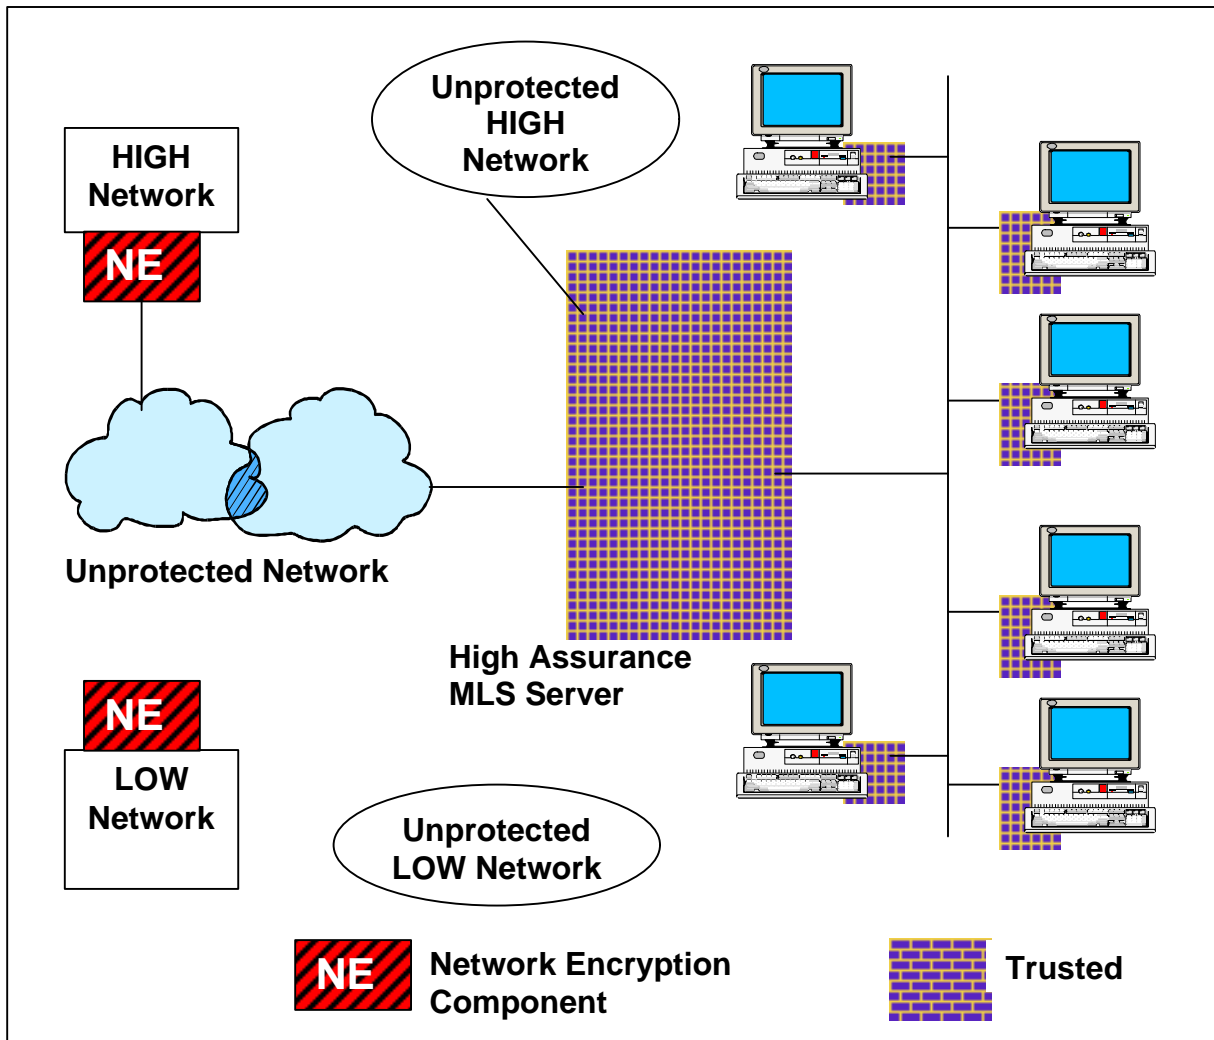 Unprotected
HIGH
Network
HIGH
Network
NE
Unprotected Network
High Assurance
MLS Server
NE
LOW
Network
Unprotected
LOW Network
NE
Network Encryption
Component
Trusted